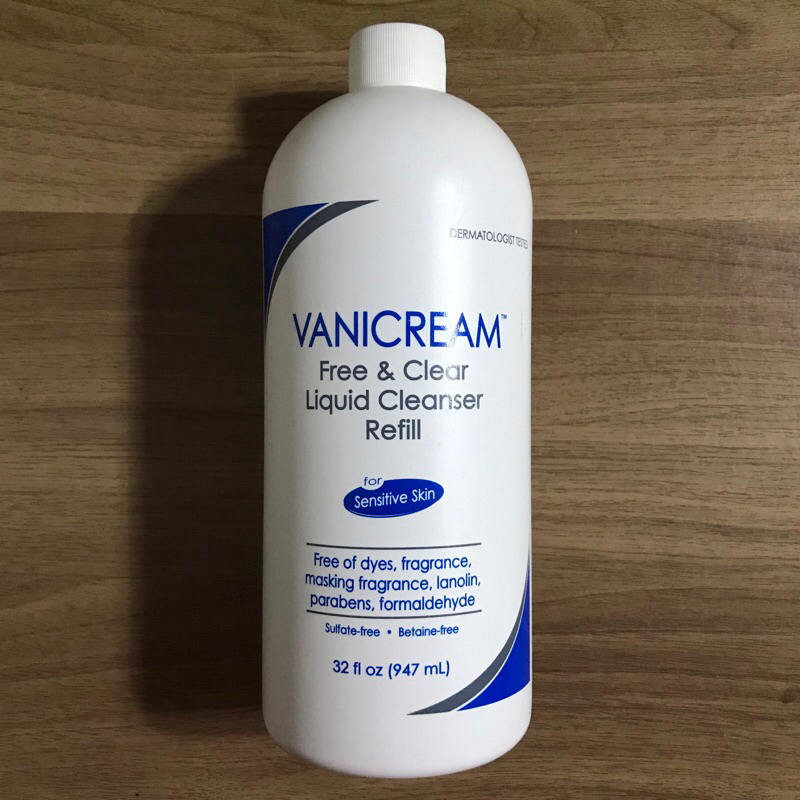 DERMATOLOGIST TESTED
VANICREAM™
Free & Clear
Liquid Cleanser
Refill
for
Sensitive Skin
Free of dyes, fragrance,
masking fragrance, lanolin,
parabens, formaldehyde
Sulfate-free • Betaine-free
32 fl oz (947 mL)